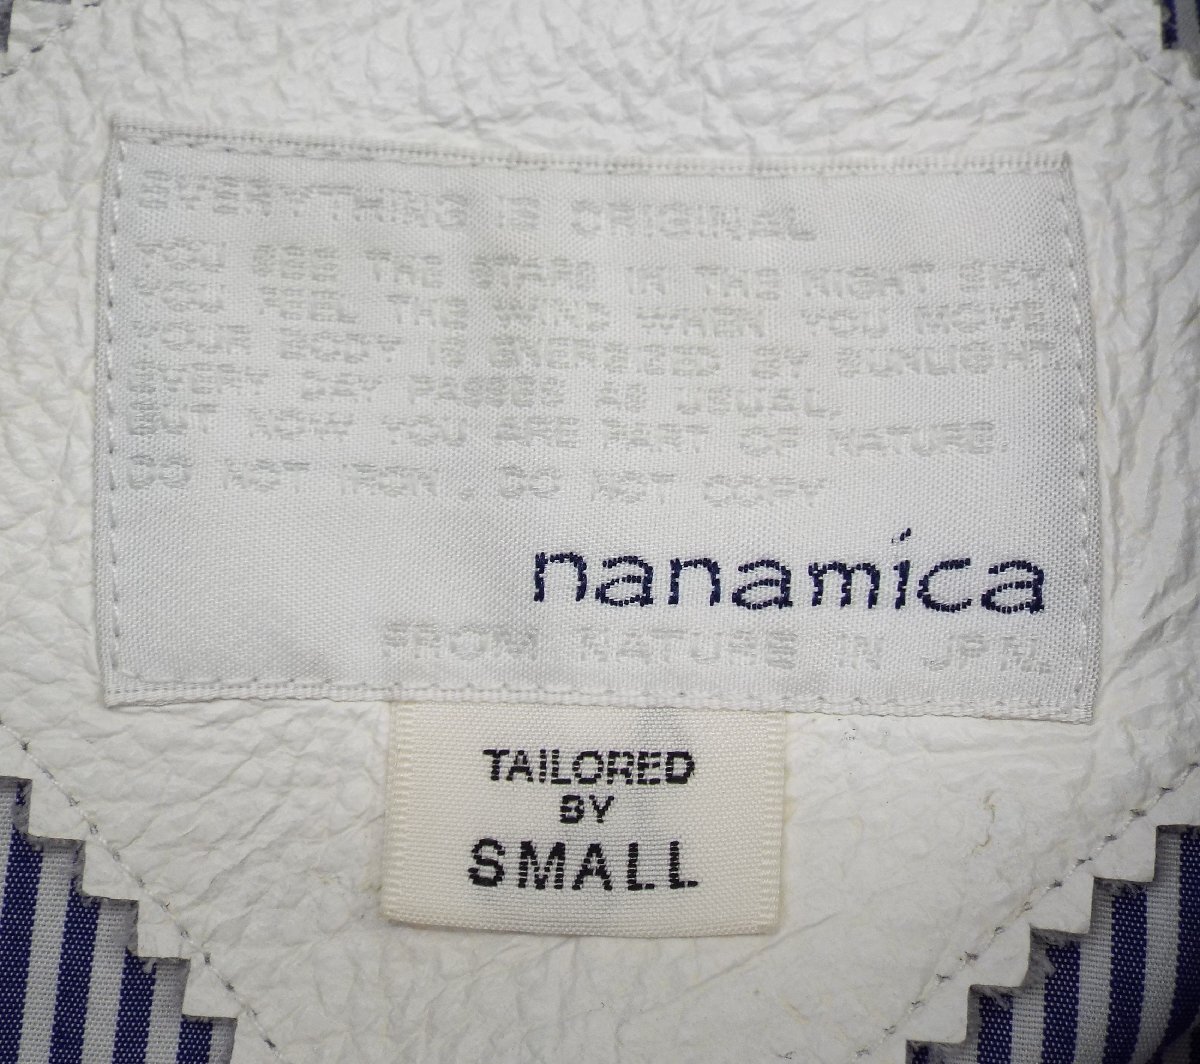 EVERYTHING IS ORIGINAL
YOU SEE THE STARS IN THE NIGHT SKY
YOU FEEL THE WIND WHEN YOU MOVE
YOUR BODY IS ENERGIZED BY SUNLIGHT.
EVERY DAY PASSES AS USUAL,
BUT NOW YOU ARE PART OF NATURE.
DO NOT IRON . DO NOT COPY
nanamica
FROM NATURE IN JPN.
TAILORED
BY
SMALL